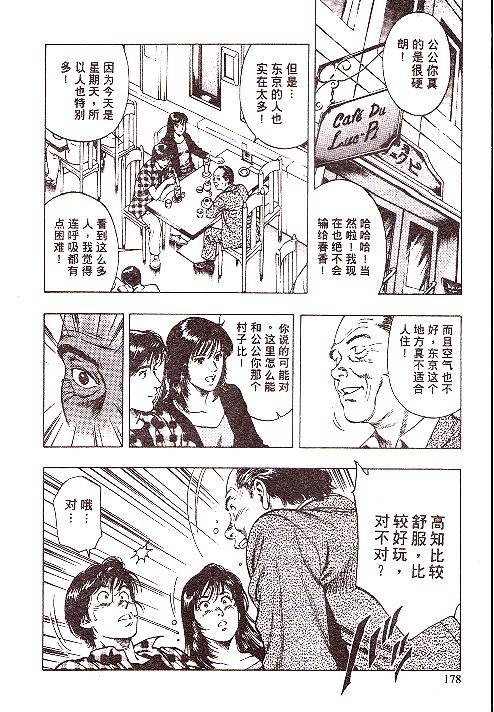 公公你真
的是很硬
朗！
Café Du
Luc-P.
哈哈哈！当
然啦！我现
在也绝不会
输给春香！
但是…
东京的人也
实在太多！
因为今天是
星期天，所
以人也特别
多！
看到这么多
人，我觉得
连呼吸都有
点困难！
而且空气也不
好，东京这个
地方真不适合
人住！
你说的可能对
。这里怎么能
和公公你那个
村子比！
高知比较
舒服，比
较好玩，
对不对？
哦…
对．
178